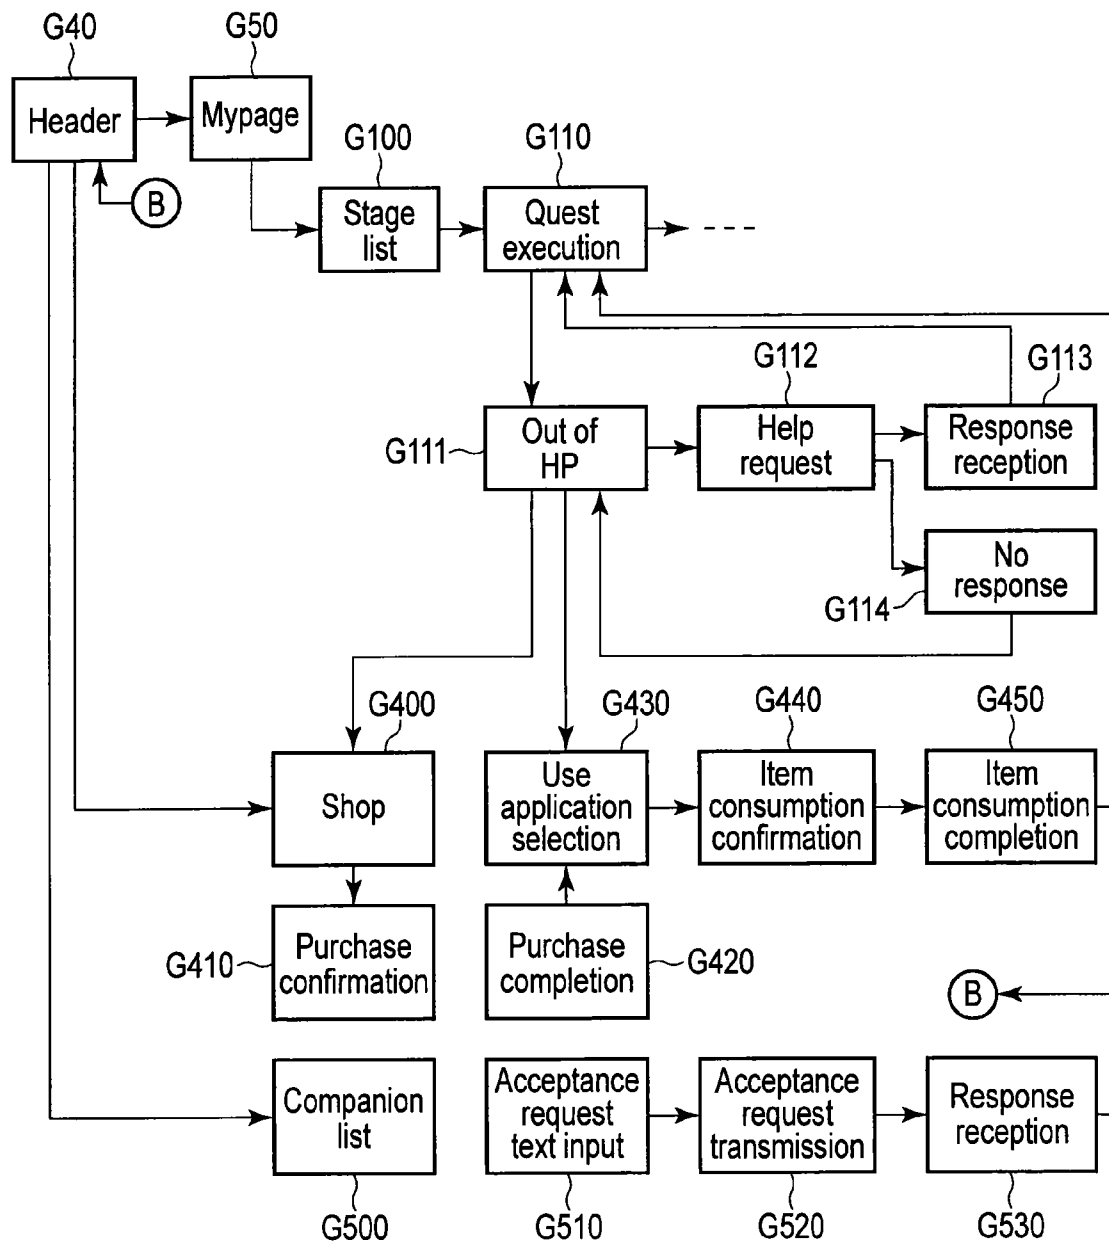 G40
G50
Header
Mypage
B
G100
G110
Stage
list
Quest
execution
G112
G113
G111
Out of
HP
Help
request
Response
reception
No
response
G114
G400
G430
G440
G450
Shop
Use
application
selection
Item
consumption
confirmation
Item
consumption
completion
G410
Purchase
confirmation
Purchase
completion
G420
B
Companion
list
Acceptance
request
text input
Acceptance
request
transmission
Response
reception
G500
G510
G520
G530